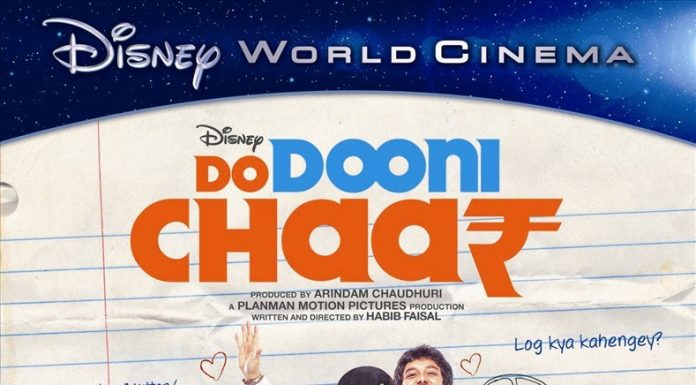 Disney World Cinema
Disney
DO DOONI
CHAA₹
PRODUCED BY ARINDAM CHAUDHURI
A PLANMAN MOTION PICTURES PRODUCTION
WRITTEN AND DIRECTED BY HABIB FAISAL
Log kya kahengey?